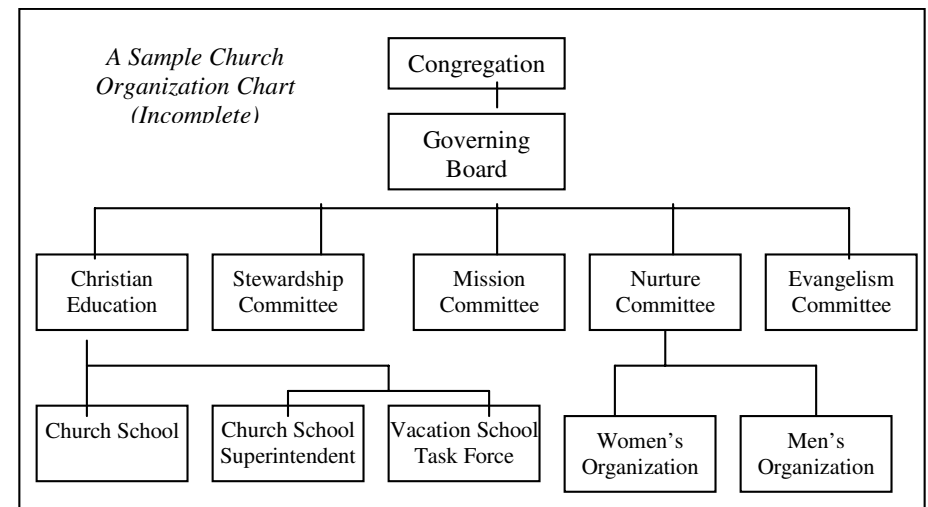 A Sample Church
Organization Chart
(Incomplete)
Congregation
Governing
Board
Christian
Education
Stewardship
Committee
Mission
Committee
Nurture
Committee
Evangelism
Committee
Church School
Church School
Superintendent
Vacation School
Task Force
Women's
Organization
Men's
Organization